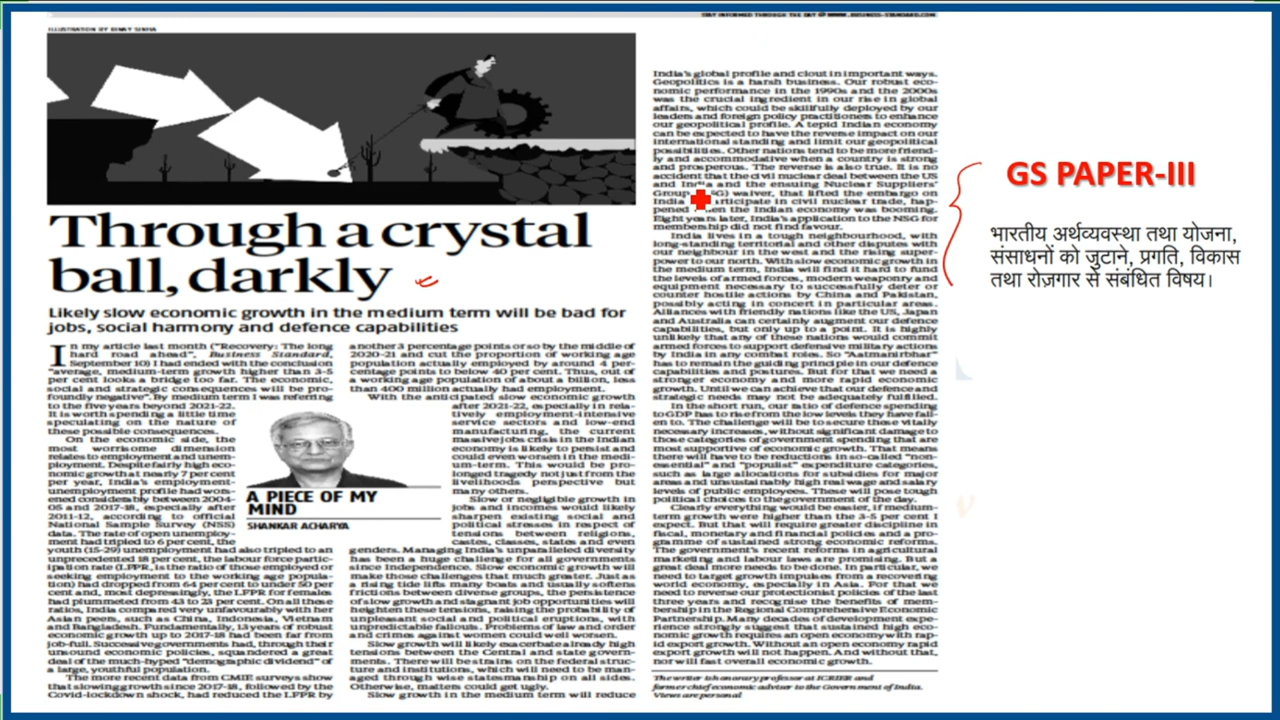 STAY INFORMED THROUGH THE DAY @ WWW.BUSINESS-STANDARD.COM
ILLUSTRATION BY BINAY SINHA
Through a crystal
ball, darkly
Likely slow economic growth in the medium term will be bad for
jobs, social harmony and defence capabilities
In my article last month ("Recovery: The long
hard road ahead", Business Standard,
September 10) I had ended with the conclusion
"average, medium-term growth higher than 3-5
per cent looks a bridge too far. The economic,
social and strategic consequences will be pro-
foundly negative". By medium term I was referring
to the five years beyond 2021-22.
It is worth spending a little time
speculating on the nature of
these possible consequences.
On the economic side, the
most worrisome dimension
relates to employment and unem-
ployment. Despite fairly high eco-
nomic growth at nearly 7 per cent
per year, India's employment-
unemployment profile had wors-
ened considerably between 2004-
05 and 2017-18, especially after
2011-12, according to official
National Sample Survey (NSS)
data. The rate of open unemploy-
ment had tripled to 6 per cent, the
youth (15-29) unemployment had also tripled to an
unprecedented 18 per cent, the labour force partic-
ipation rate (LFPR, is the ratio of those employed or
seeking employment to the working age popula-
tion) had dropped from 64 per cent to under 50 per
cent and, most depressingly, the LFPR for females
had plummeted from 43 to 23 per cent. On all these
ratios, India compared very unfavourably with her
Asian peers, such as China, Indonesia, Vietnam
and Bangladesh. Fundamentally, 13 years of robust
economic growth up to 2017-18 had been far from
job-full. Successive governments had, through their
unsound economic policies, squandered a great
deal of the much-hyped "demographic dividend" of
a large, youthful population.
The more recent data from CMIE surveys show
that slowing growth since 2017-18, followed by the
Covid-lockdown shock, had reduced the LFPR by
A PIECE OF MY
MIND
SHANKAR ACHARYA
another 3 percentage points or so by the middle of
2020-21 and cut the proportion of working age
population actually employed by around 4 per-
centage points to below 40 per cent. Thus, out of
a working age population of about a billion, less
than 400 million actually had employment.
With the anticipated slow economic growth
after 2021-22, especially in rela-
tively employment-intensive
service sectors and low-end
manufacturing, the current
massive jobs crisis in the Indian
economy is likely to persist and
could even worsen in the medi-
um-term. This would be pro-
longed tragedy not just from the
livelihoods perspective but
many others.
Slow or negligible growth in
jobs and incomes would likely
sharpen existing social and
political stresses in respect of
tensions between religions,
castes, classes, states and even
genders. Managing India's unparalleled diversity
has been a huge challenge for all governments
since Independence. Slow economic growth will
make those challenges that much greater. Just as
a rising tide lifts many boats and usually softens
frictions between diverse groups, the persistence
of slow growth and stagnant job opportunities will
heighten these tensions, raising the probability of
unpleasant social and political eruptions, with
unpredictable fallouts. Problems of law and order
and crimes against women could well worsen.
Slow growth will likely exacerbate already high
tensions between the Central and state govern-
ments. There will be strains on the federal struc-
ture and institutions, which will need to be man-
aged through wise statesmanship on all sides.
Otherwise, matters could get ugly.
Slow growth in the medium term will reduce
India's global profile and clout in important ways.
Geopolitics is a harsh business. Our robust eco-
nomic performance in the 1990s and the 2000s
was the crucial ingredient in our rise in global
affairs, which could be skillfully deployed by our
leaders and foreign policy practitioners to enhance
our geopolitical profile. A tepid Indian economy
can be expected to have the reverse impact on our
international standing and limit our geopolitical
possibilities. Other nations tend to be more friend-
ly and accommodative when a country is strong
and prosperous. The reverse is also true. It is no
accident that the civil nuclear deal between the US
and India and the ensuing Nuclear Suppliers'
Group SG) waiver, that lifted the embargo on
India articipate in civil nuclear trade, hap-
pened en the Indian economy was booming.
Eight years later, India's application to the NSG for
membership did not find favour.
India lives in a tough neighbourhood, with
long-standing territorial and other disputes with
our neighbour in the west and the rising super-
power to our north. With slow economic growth in
the medium term, India will find it hard to fund
the levels of armed forces, modern weaponry and
equipment necessary to successfully deter or
counter hostile actions by China and Pakistan,
possibly acting in concert in particular areas.
Alliances with friendly nations like the US, Japan
and Australia can certainly augment our defence
capabilities, but only up to a point. It is highly
unlikely that any of these nations would commit
armed forces to support defensive military actions
by India in any combat roles. So "Aatmanirbhar"
has to remain the guiding principle in our defence
capabilities and postures. But for that we need a
stronger economy and more rapid economic
growth. Until we can achieve that our defence and
strategic needs may not be adequately fulfilled.
In the short run, our ratio of defence spending
to GDP has to rise from the low levels they have fall-
en to. The challenge will be to secure these vitally
necessary increases, without significant damage to
those categories of government spending that are
most supportive of economic growth. That means
there will have to be reductions in so-called "non-
essential" and "populist" expenditure categories,
such as large allocations for subsidies for major
areas and unsustainably high real wage and salary
levels of public employees. These will pose tough
political choices to the government of the day.
Clearly everything would be easier, if medium-
term growth were higher than the 3-5 per cent I
expect. But that will require greater discipline in
fiscal, monetary and financial policies and a pro-
gramme of sustained strong economic reforms.
The government's recent reforms in agricultural
marketing and labour laws are promising. But a
great deal more needs to be done. In particular, we
need to target growth impulses from a recovering
world economy, especially in Asia. For that we
need to reverse our protectionist policies of the last
three years and recognise the benefits of mem-
bership in the Regional Comprehensive Economic
Partnership. Many decades of development expe-
rience strongly suggest that sustained high eco-
nomic growth requires an open economy with rap-
id export growth. Without an open economy rapid
export growth will not happen. And without that,
nor will fast overall economic growth.
The writer is honorary professor at ICRIER and
former chief economic adviser to the Government of India.
Views are personal
GS PAPER-III
भारतीय अर्थव्यवस्था तथा योजना,
संसाधनों को जुटाने, प्रगति, विकास
तथा रोज़गार से संबंधित विषय।